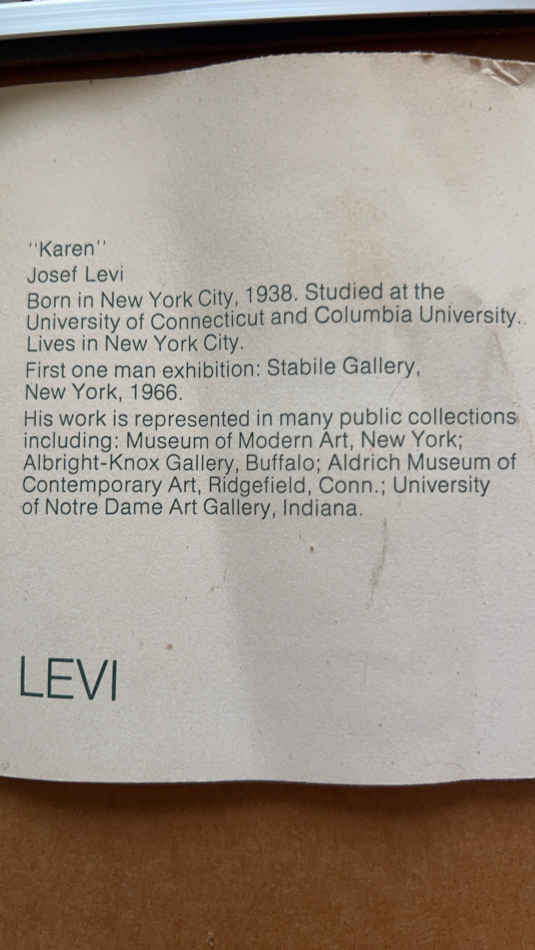 "Karen"
Josef Levi
Born in New York City, 1938. Studied at the
University of Connecticut and Columbia University.
Lives in New York City.
First one man exhibition: Stabile Gallery,
New York, 1966.
His work is represented in many public collections
including: Museum of Modern Art, New York;
Albright-Knox Gallery, Buffalo; Aldrich Museum of
Contemporary Art, Ridgefield, Conn.; University
of Notre Dame Art Gallery, Indiana.
LEVI